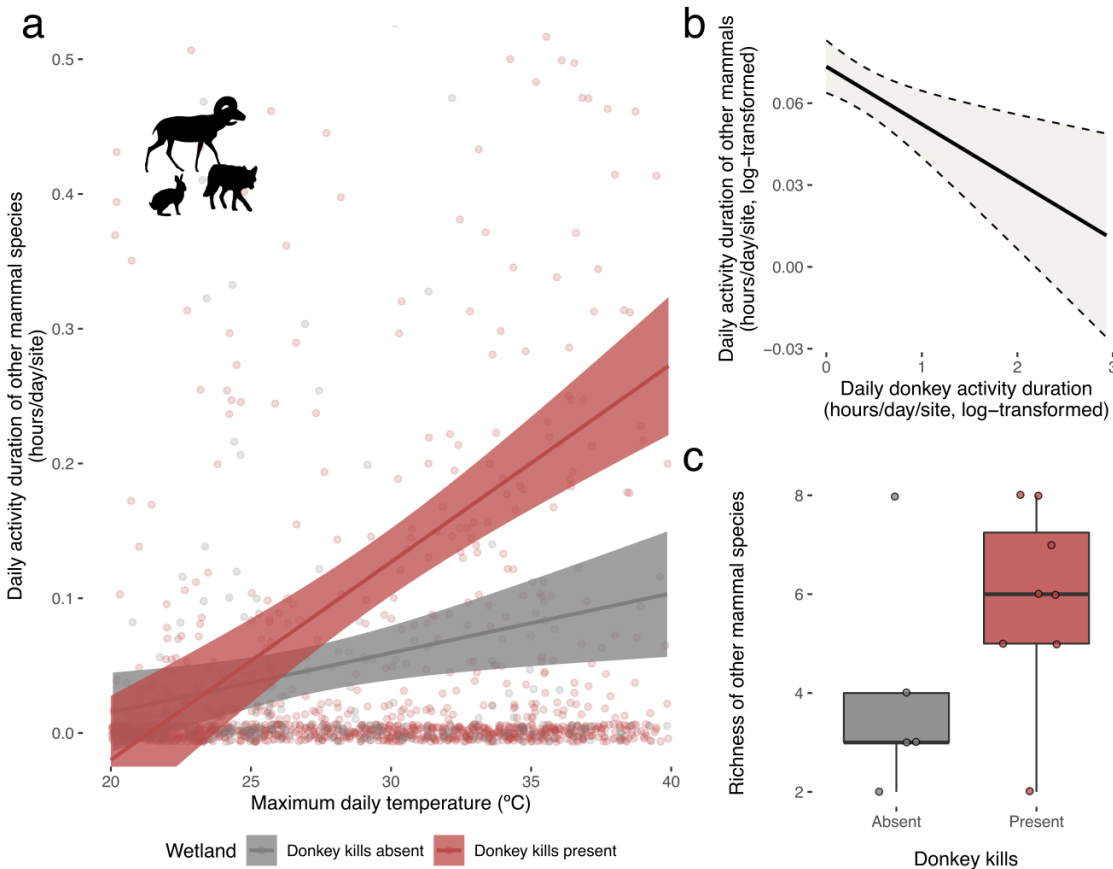 a
Daily activity duration of other mammal species
(hours/day/site)
0.5
0.4
0.3
0.2
0.1
0.0
20
25
30
35
40
Maximum daily temperature (ºC)
Wetland
Donkey kills absent
Donkey kills present
b
Daily activity duration of other mammals
(hours/day/site, log−transformed)
0.06
0.03
0.00
−0.03
0
1
2
3
Daily donkey activity duration
(hours/day/site, log−transformed)
c
Richness of other mammal species
8
6
4
2
Absent
Present
Donkey kills